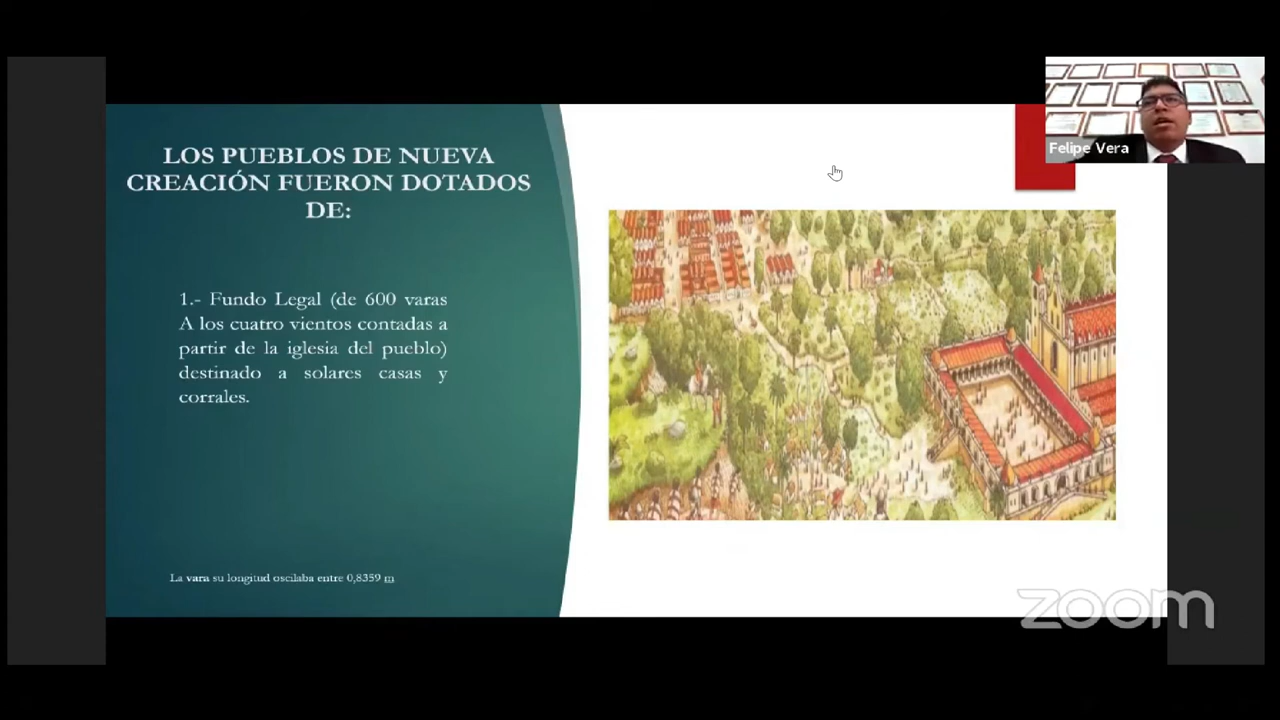 LOS PUEBLOS DE NUEVA
CREACIÓN FUERON DOTADOS
DE:
1.- Fundo Legal (de 600 varas
A los cuatro vientos contadas a
partir de la iglesia del pueblo)
destinado a solares casas y
corrales.
La vara su longitud oscilaba entre 0,8359 m
Felipe Vera
zoom